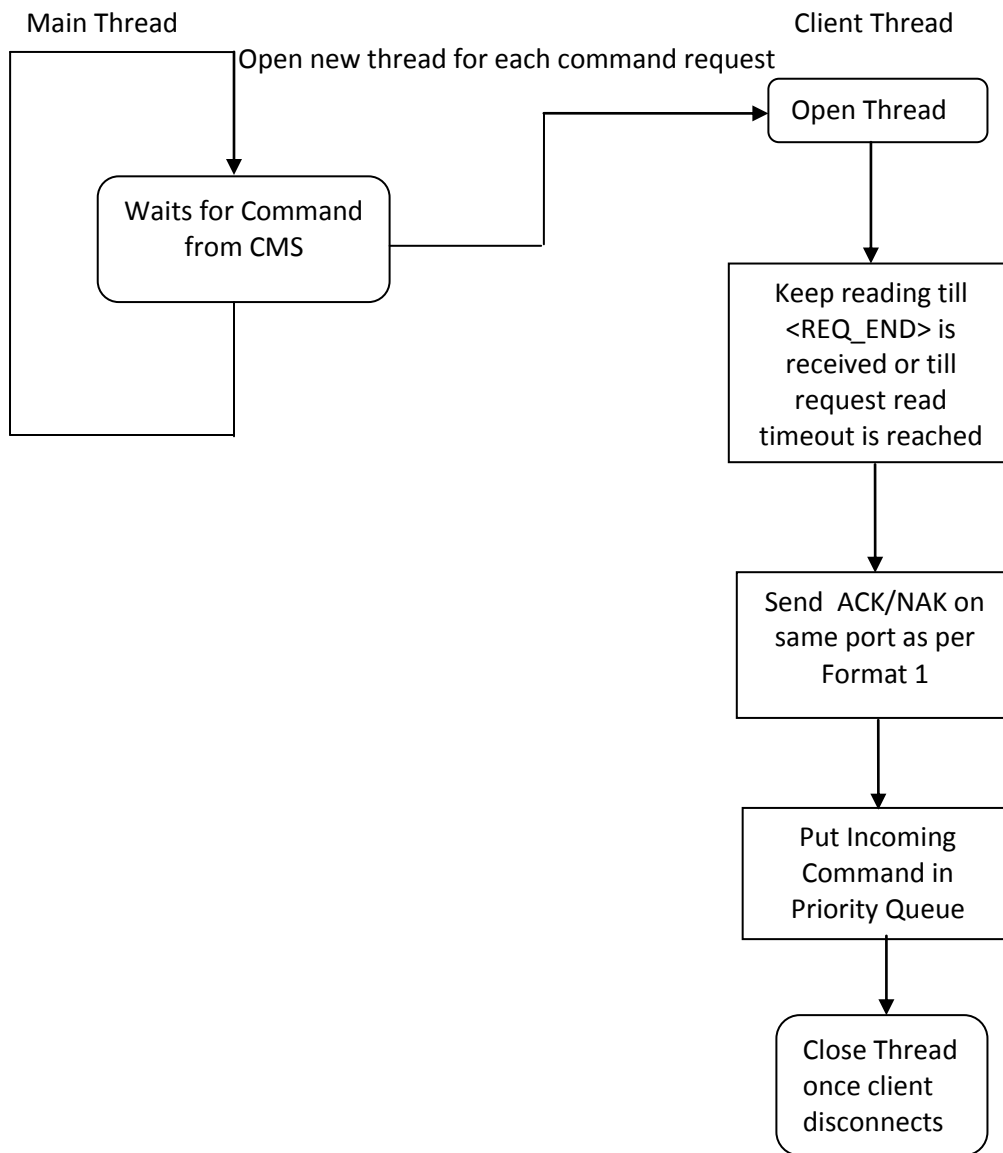 Main Thread
Client Thread
Open new thread for each command request
Open Thread
Waits for Command
from CMS
Keep reading till
<REQ_END> is
received or till
request read
timeout is reached
Send ACK/NAK on
same port as per
Format 1
Put Incoming
Command in
Priority Queue
Close Thread
once client
disconnects